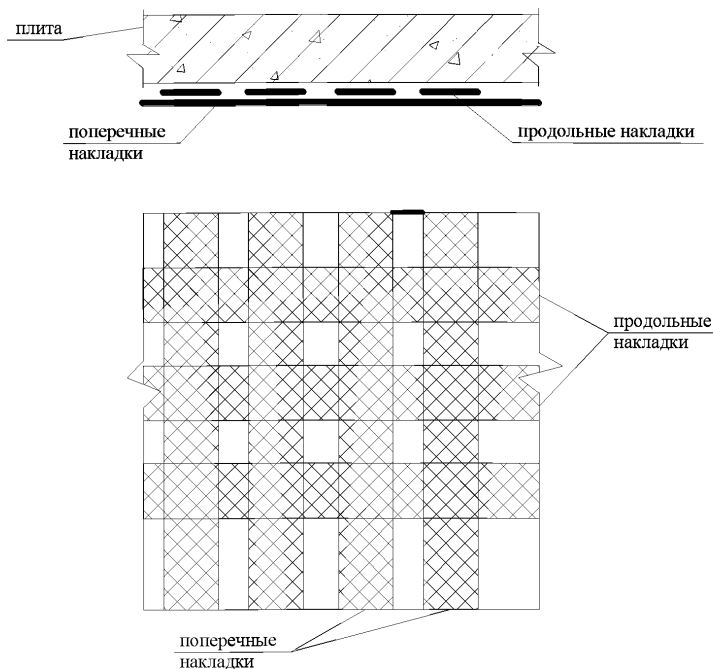 плита
поперечные
накладки
продольные накладки
продольные
накладки
поперечные
накладки